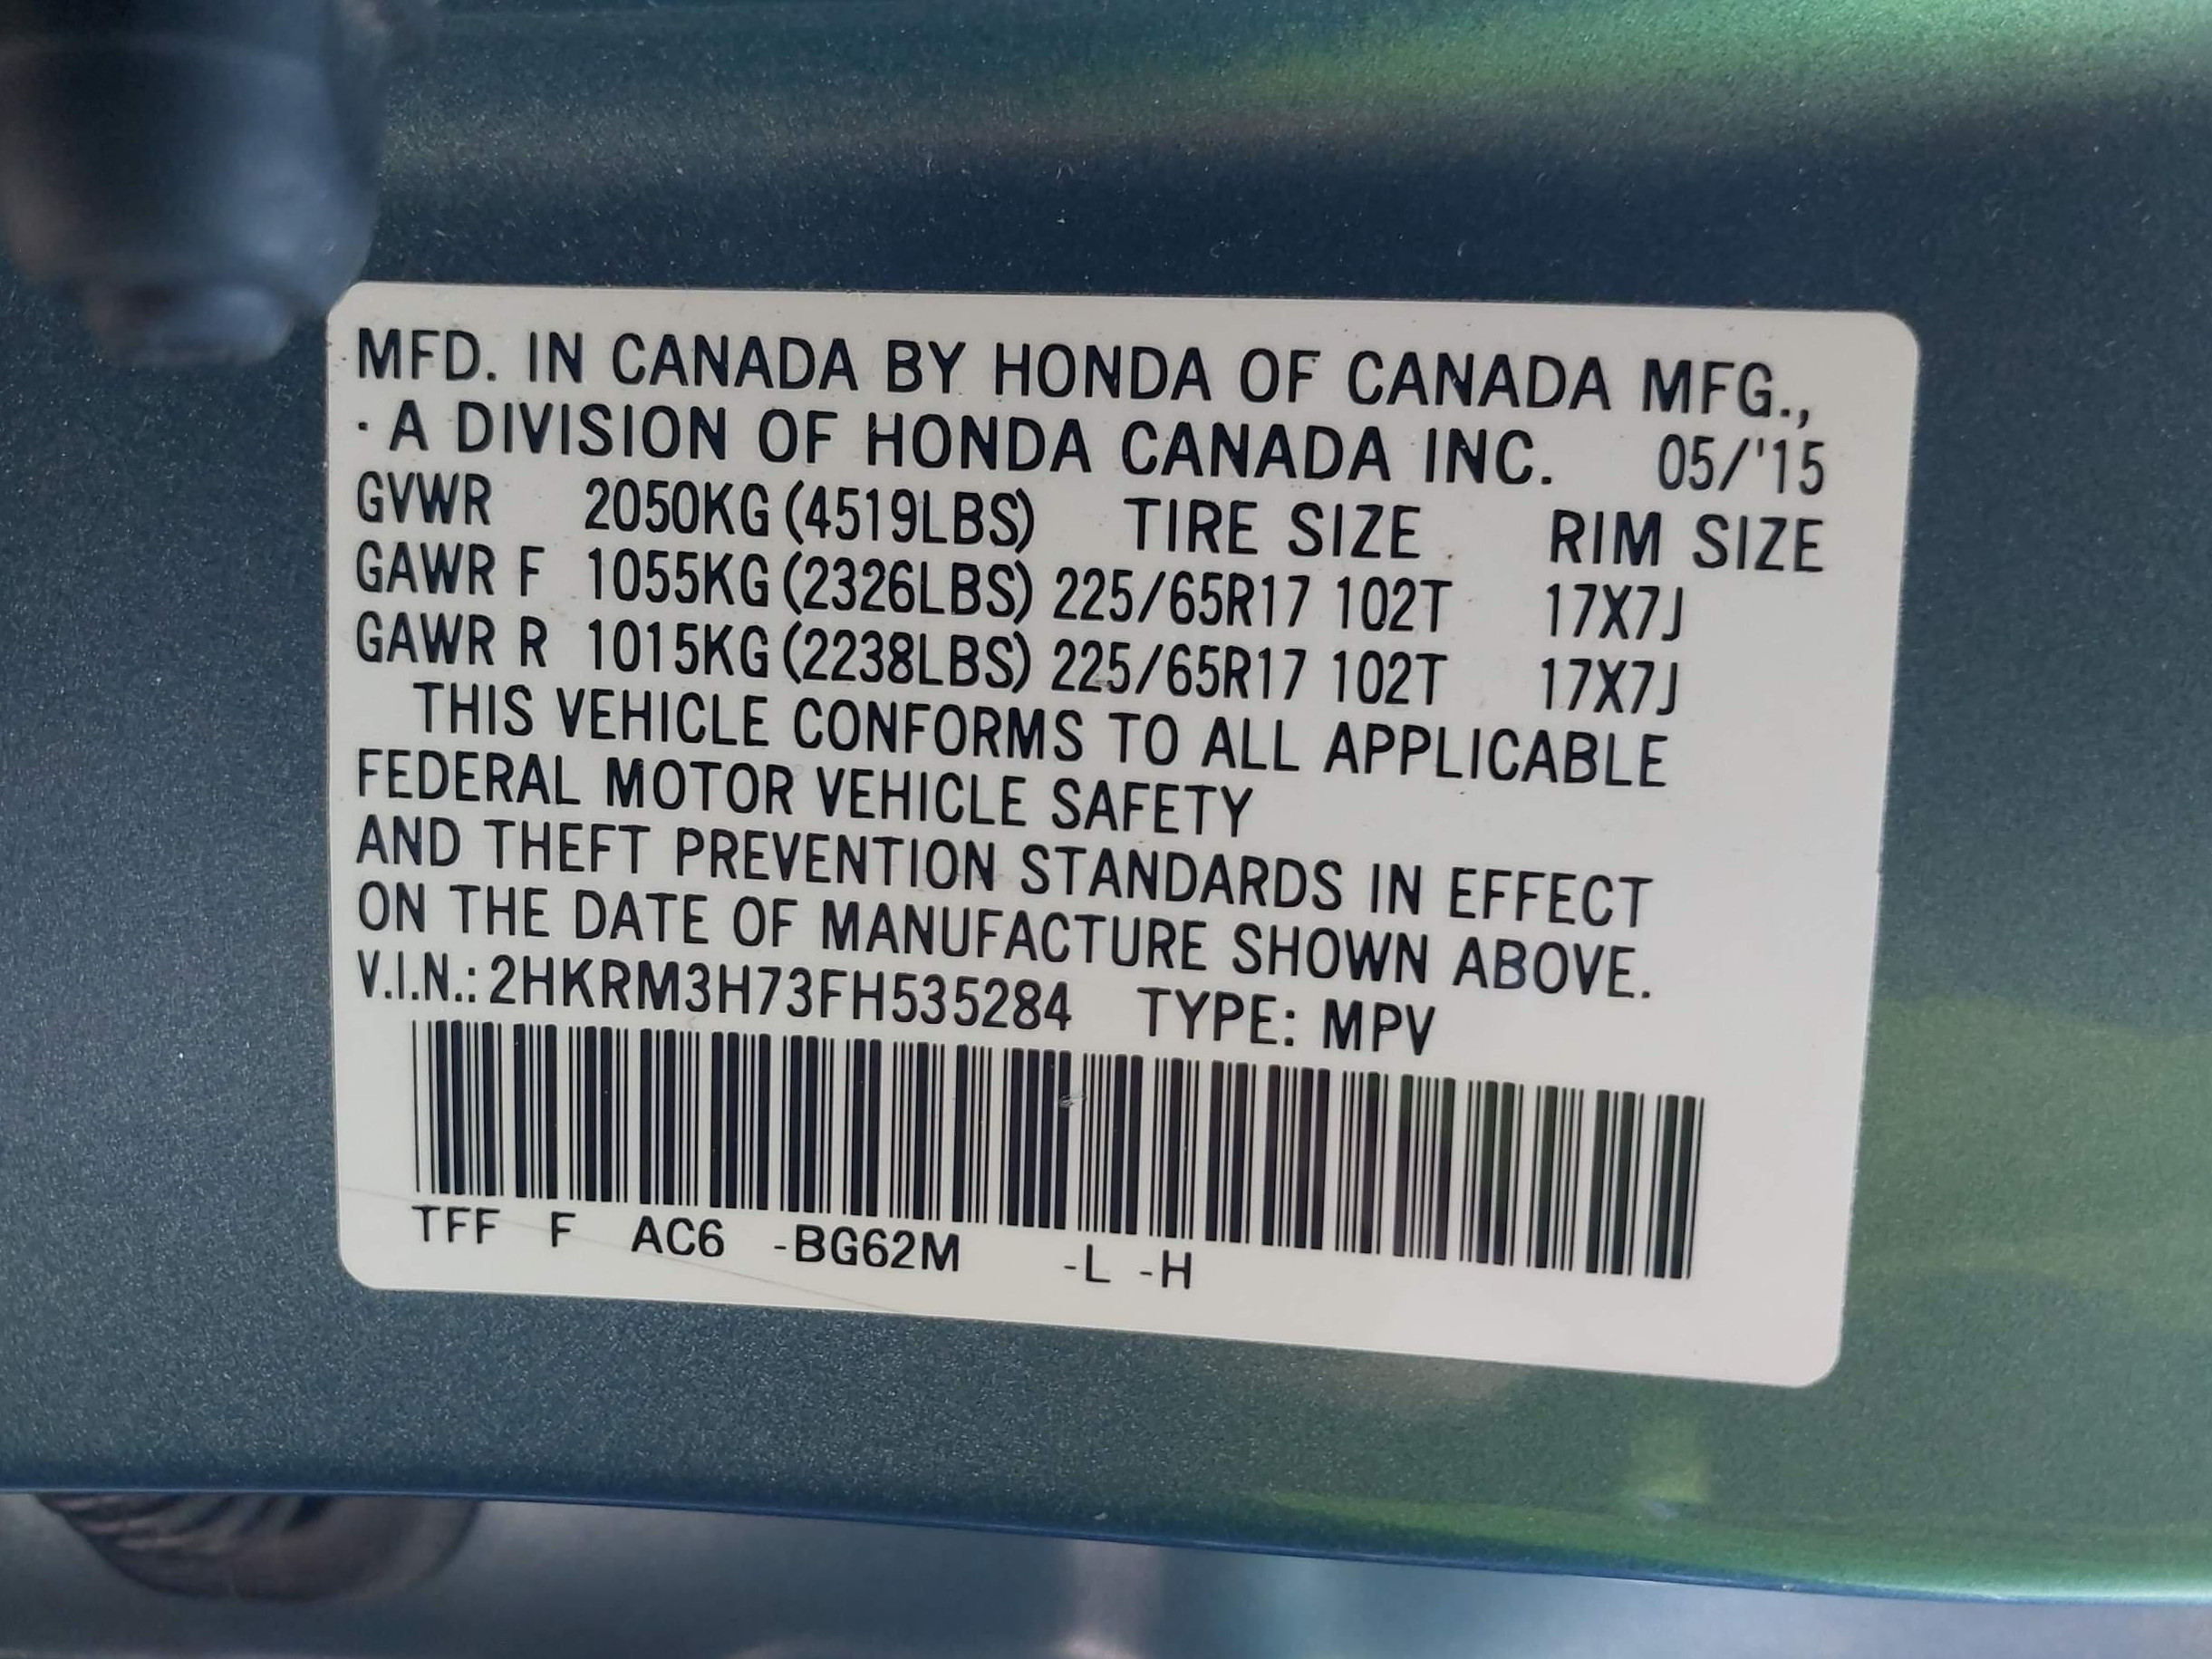 MFD. IN CANADA BY HONDA OF CANADA MFG.,
· A DIVISION OF HONDA CANADA INC. 05/'15
GVWR 2050KG (4519LBS) TIRE SIZE RIM SIZE
GAWR F 1055KG (2326LBS) 225/65R17 102T 17X7J
GAWR R 1015KG (2238LBS) 225/65R17 102T 17X7J
THIS VEHICLE CONFORMS TO ALL APPLICABLE
FEDERAL MOTOR VEHICLE SAFETY
AND THEFT PREVENTION STANDARDS IN EFFECT
ON THE DATE OF MANUFACTURE SHOWN ABOVE.
V.I.N.: 2HKRM3H73FH535284 TYPE: MPV
TFF F AC6 -BG62M -L -H